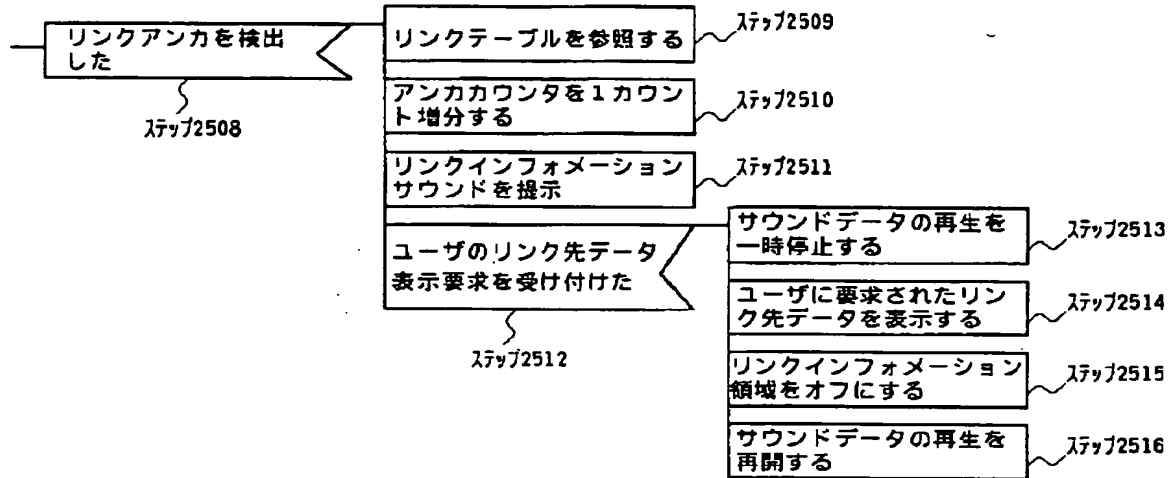 リンクアンカを検出
した
ステップ2508
リンクテーブルを参照する
ステップ2509
アンカカウンタを1カウン
ト増分する
ステップ2510
リンクインフォメーション
サウンドを提示
ステップ2511
ユーザのリンク先データ
表示要求を受け付けた
ステップ2512
サウンドデータの再生を
一時停止する
ステップ2513
ユーザに要求されたリン
ク先データを表示する
ステップ2514
リンクインフォメーション
領域をオフにする
ステップ2515
サウンドデータの再生を
再開する
ステップ2516